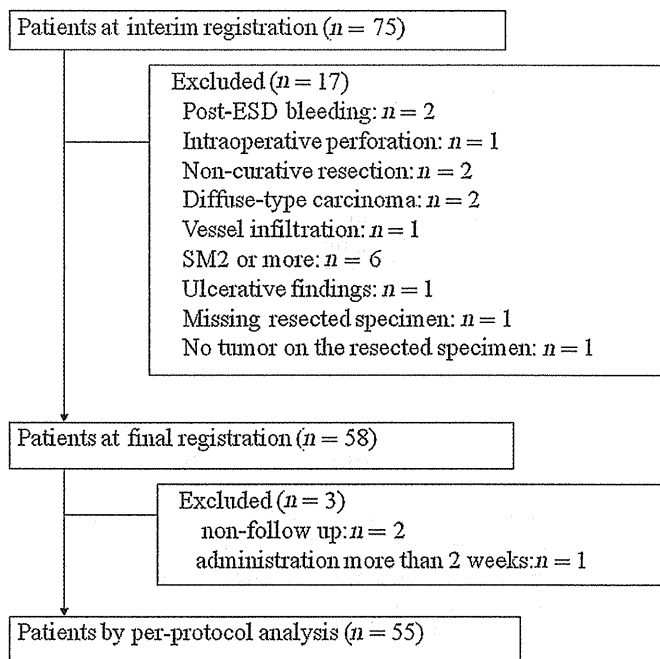 Patients at interim registration (n = 75)
Excluded (n = 17)
Post-ESD bleeding: n = 2
Intraoperative perforation: n = 1
Non-curative resection: n = 2
Diffuse-type carcinoma: n = 2
Vessel infiltration: n = 1
SM2 or more: n = 6
Ulcerative findings: n = 1
Missing resected specimen: n = 1
No tumor on the resected specimen: n = 1
Patients at final registration (n = 58)
Excluded (n = 3)
non-follow up: n = 2
administration more than 2 weeks: n = 1
Patients by per-protocol analysis (n = 55)